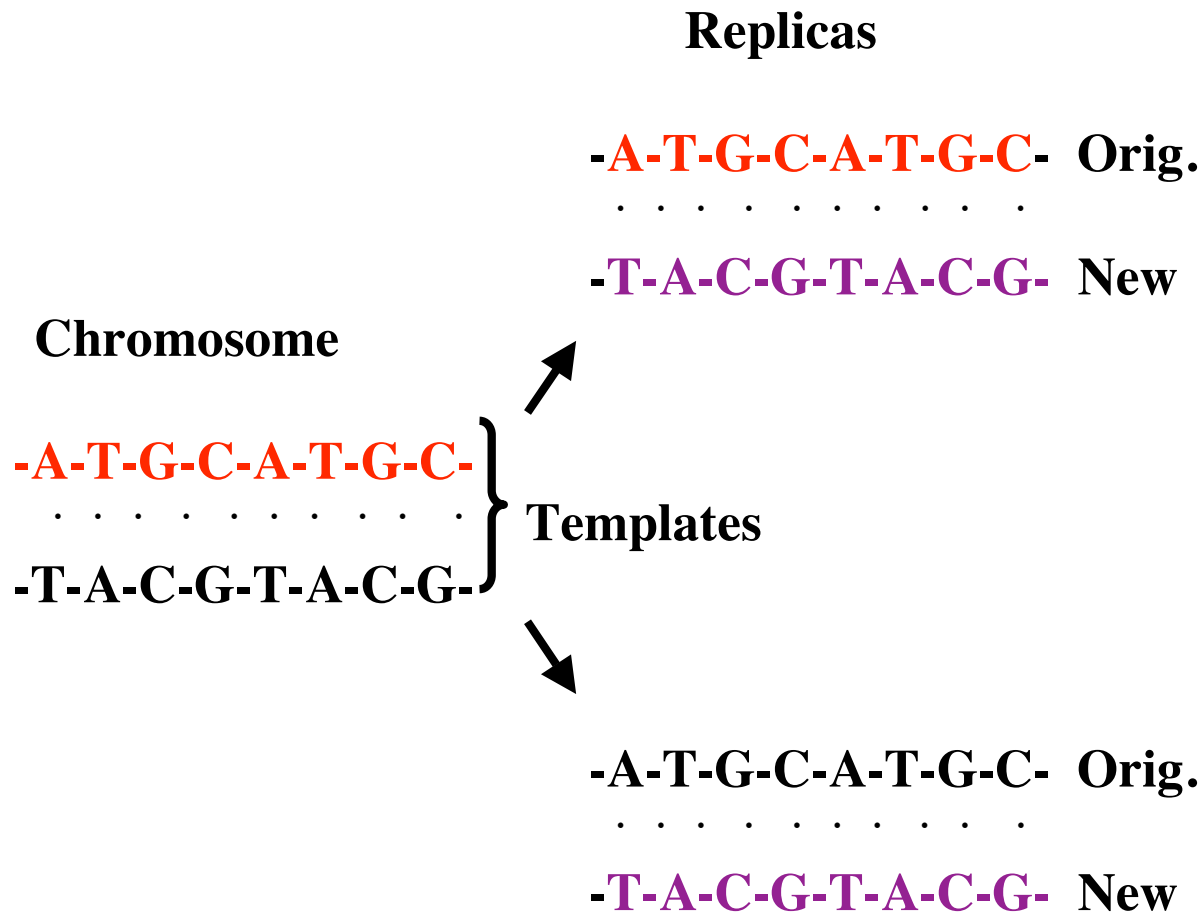 Replicas
-A-T-G-C-A-T-G-C- Orig.
. . . . . . . . . .
-T-A-C-G-T-A-C-G- New
Chromosome
-A-T-G-C-A-T-G-C-
. . . . . . . . . .
-T-A-C-G-T-A-C-G-
Templates
-A-T-G-C-A-T-G-C- Orig.
. . . . . . . . . .
-T-A-C-G-T-A-C-G- New